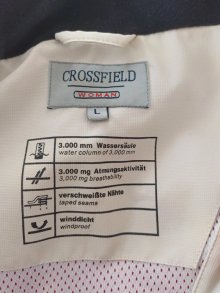 CROSSFIELD
WOMAN
L
3.000 mm Wassersäule
water column of 3,000 mm
3.000 mg Atmungsaktivität
3,000 mg breathability
verschweißte Nähte
taped seams
winddicht
windproof